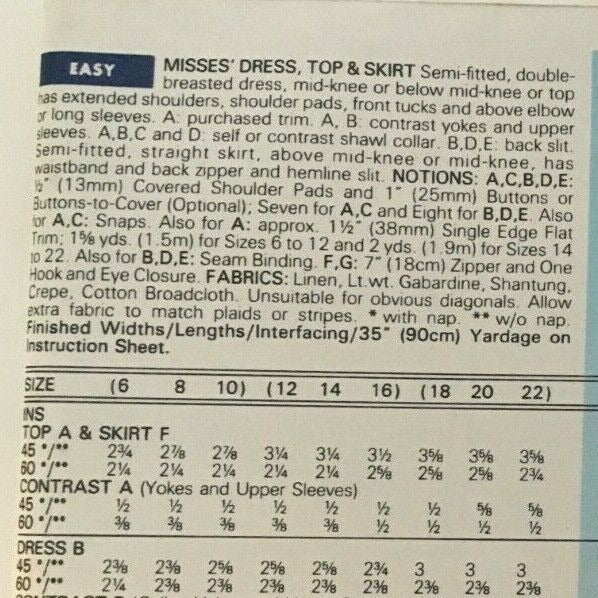 EASY MISSES' DRESS, TOP & SKIRT Semi-fitted, double-
breasted dress, mid-knee or below mid-knee or top
has extended shoulders, shoulder pads, front tucks and above elbow
or long sleeves. A: purchased trim. A, B: contrast yokes and upper
sleeves. A,B,C and D: self or contrast shawl collar. B,D,E: back slit.
Semi-fitted, straight skirt, above mid-knee or mid-knee, has
waistband and back zipper and hemline slit. NOTIONS: A,C,B,D,E:
½" (13mm) Covered Shoulder Pads and 1" (25mm) Buttons or
Buttons-to-Cover (Optional); Seven for A,C and Eight for B,D,E. Also
for A,C: Snaps. Also for A: approx. 1½" (38mm) Single Edge Flat
Trim; 1⅝ yds. (1.5m) for Sizes 6 to 12 and 2 yds. (1.9m) for Sizes 14
to 22. Also for B,D,E: Seam Binding. F,G: 7" (18cm) Zipper and One
Hook and Eye Closure. FABRICS: Linen, Lt.wt. Gabardine, Shantung,
Crepe, Cotton Broadcloth. Unsuitable for obvious diagonals. Allow
extra fabric to match plaids or stripes. * with nap. ** w/o nap.
Finished Widths/Lengths/Interfacing/35" (90cm) Yardage on
Instruction Sheet.
SIZE (6 8 10) (12 14 16) (18 20 22)
INS
TOP A & SKIRT F
45 */** 2¾ 2⅞ 2⅞ 3¼ 3¼ 3½ 3⅝ 3⅝ 3⅝
60 */** 2¼ 2¼ 2¼ 2¼ 2¼ 2⅝ 2⅝ 2⅝ 2¾
CONTRAST A (Yokes and Upper Sleeves)
45 */** ½ ½ ½ ½ ½ ½ ½ ⅝ ⅝
60 */** ⅜ ⅜ ⅜ ⅜ ⅜ ½ ½ ½ ½
DRESS B
45 */** 2⅜ 2⅜ 2⅝ 2⅝ 2⅝ 2¾ 3 3 3
60 */** 2¼ 2⅜ 2⅜ 2⅜ 2⅜ 2⅜ 2⅜ 2⅜ 2⅜